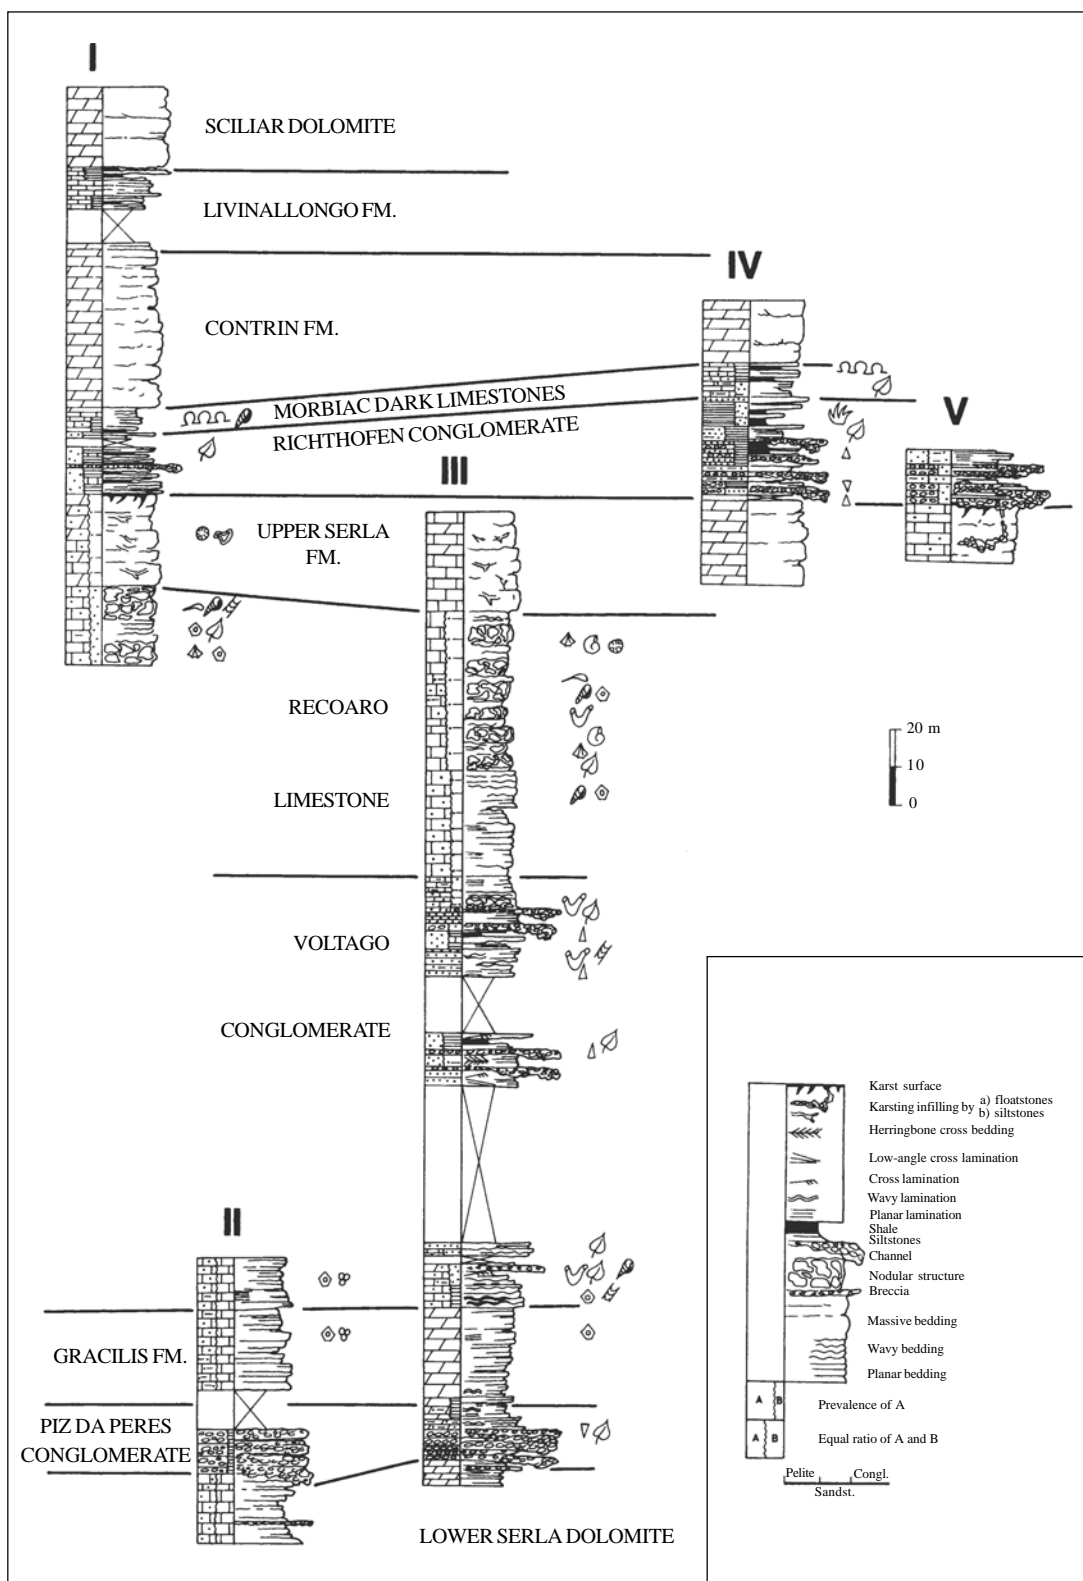 I
SCILIAR DOLOMITE
LIVINALLONGO FM.
IV
CONTRIN FM.
MORBIAC DARK LIMESTONES
RICHTHOFEN CONGLOMERATE
V
III
UPPER SERLA
FM.
RECOARO
20 m
10
0
LIMESTONE
VOLTAGO
CONGLOMERATE
II
GRACILIS FM.
PIZ DA PERES
CONGLOMERATE
LOWER SERLA DOLOMITE
Karst surface
Karsting infilling by a) floatstones
b) siltstones
Herringbone cross bedding
Low-angle cross lamination
Cross lamination
Wavy lamination
Planar lamination
Shale
Siltstones
Channel
Nodular structure
Breccia
Massive bedding
Wavy bedding
Planar bedding
A B Prevalence of A
A B Equal ratio of A and B
Pelite Congl.
Sandst.